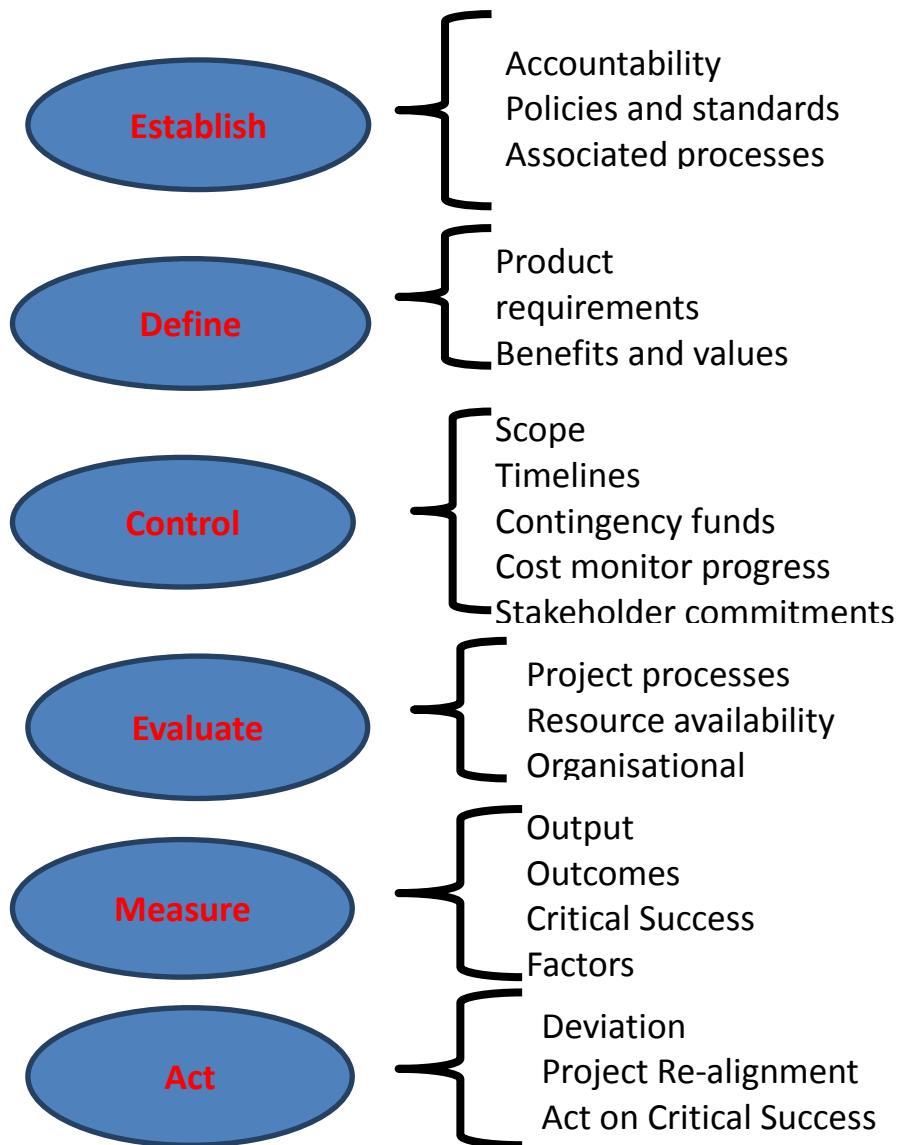 Establish
Accountability
Policies and standards
Associated processes
Define
Product
requirements
Benefits and values
Control
Scope
Timelines
Contingency funds
Cost monitor progress
Stakeholder commitments
Evaluate
Project processes
Resource availability
Organisational
Measure
Output
Outcomes
Critical Success
Factors
Act
Deviation
Project Re-alignment
Act on Critical Success